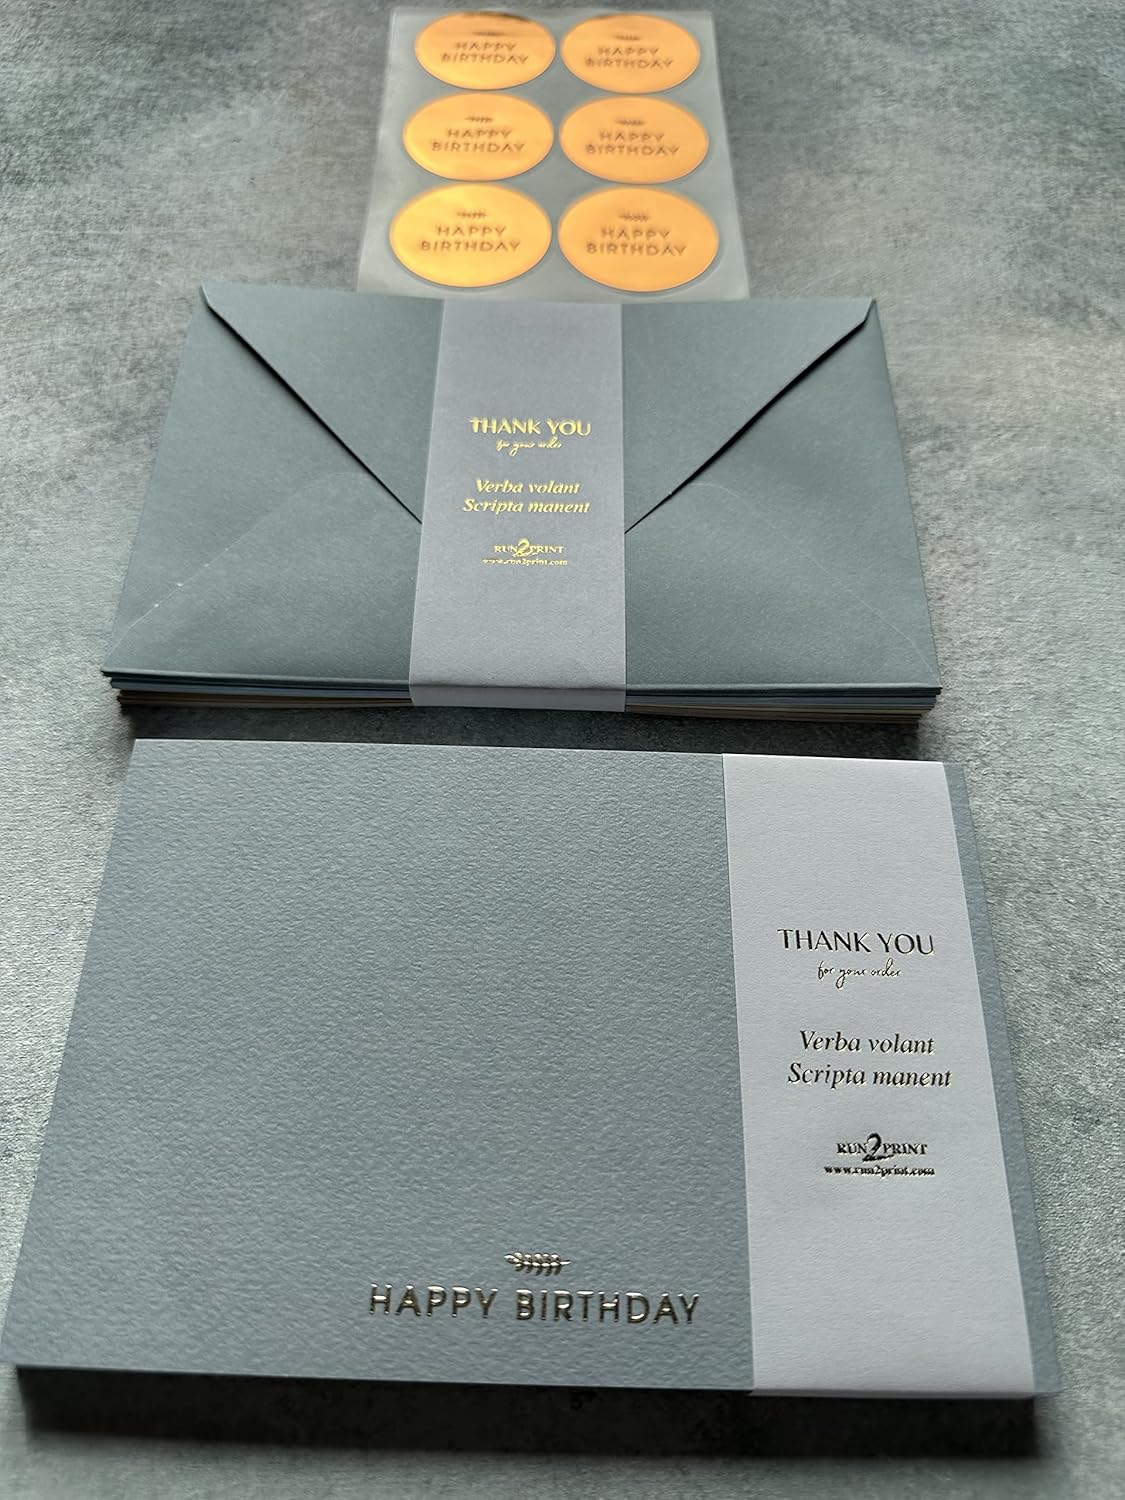 HAPPY
BIRTHDAY
HAPPY
BIRTHDAY
HAPPY
BIRTHDAY
HAPPY
BIRTHDAY
HAPPY
BIRTHDAY
HAPPY
BIRTHDAY
THANK YOU
for your order
Verba volant
Scripta manent
RUN2PRINT
www.run2print.com
THANK YOU
for your order
Verba volant
Scripta manent
RUN2PRINT
www.run2print.com
HAPPY BIRTHDAY